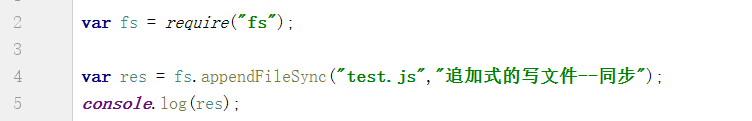 2 var fs = require("fs");
3
4 var res = fs.appendFileSync("test.js","追加式的写文件--同步");
5 console.log(res);